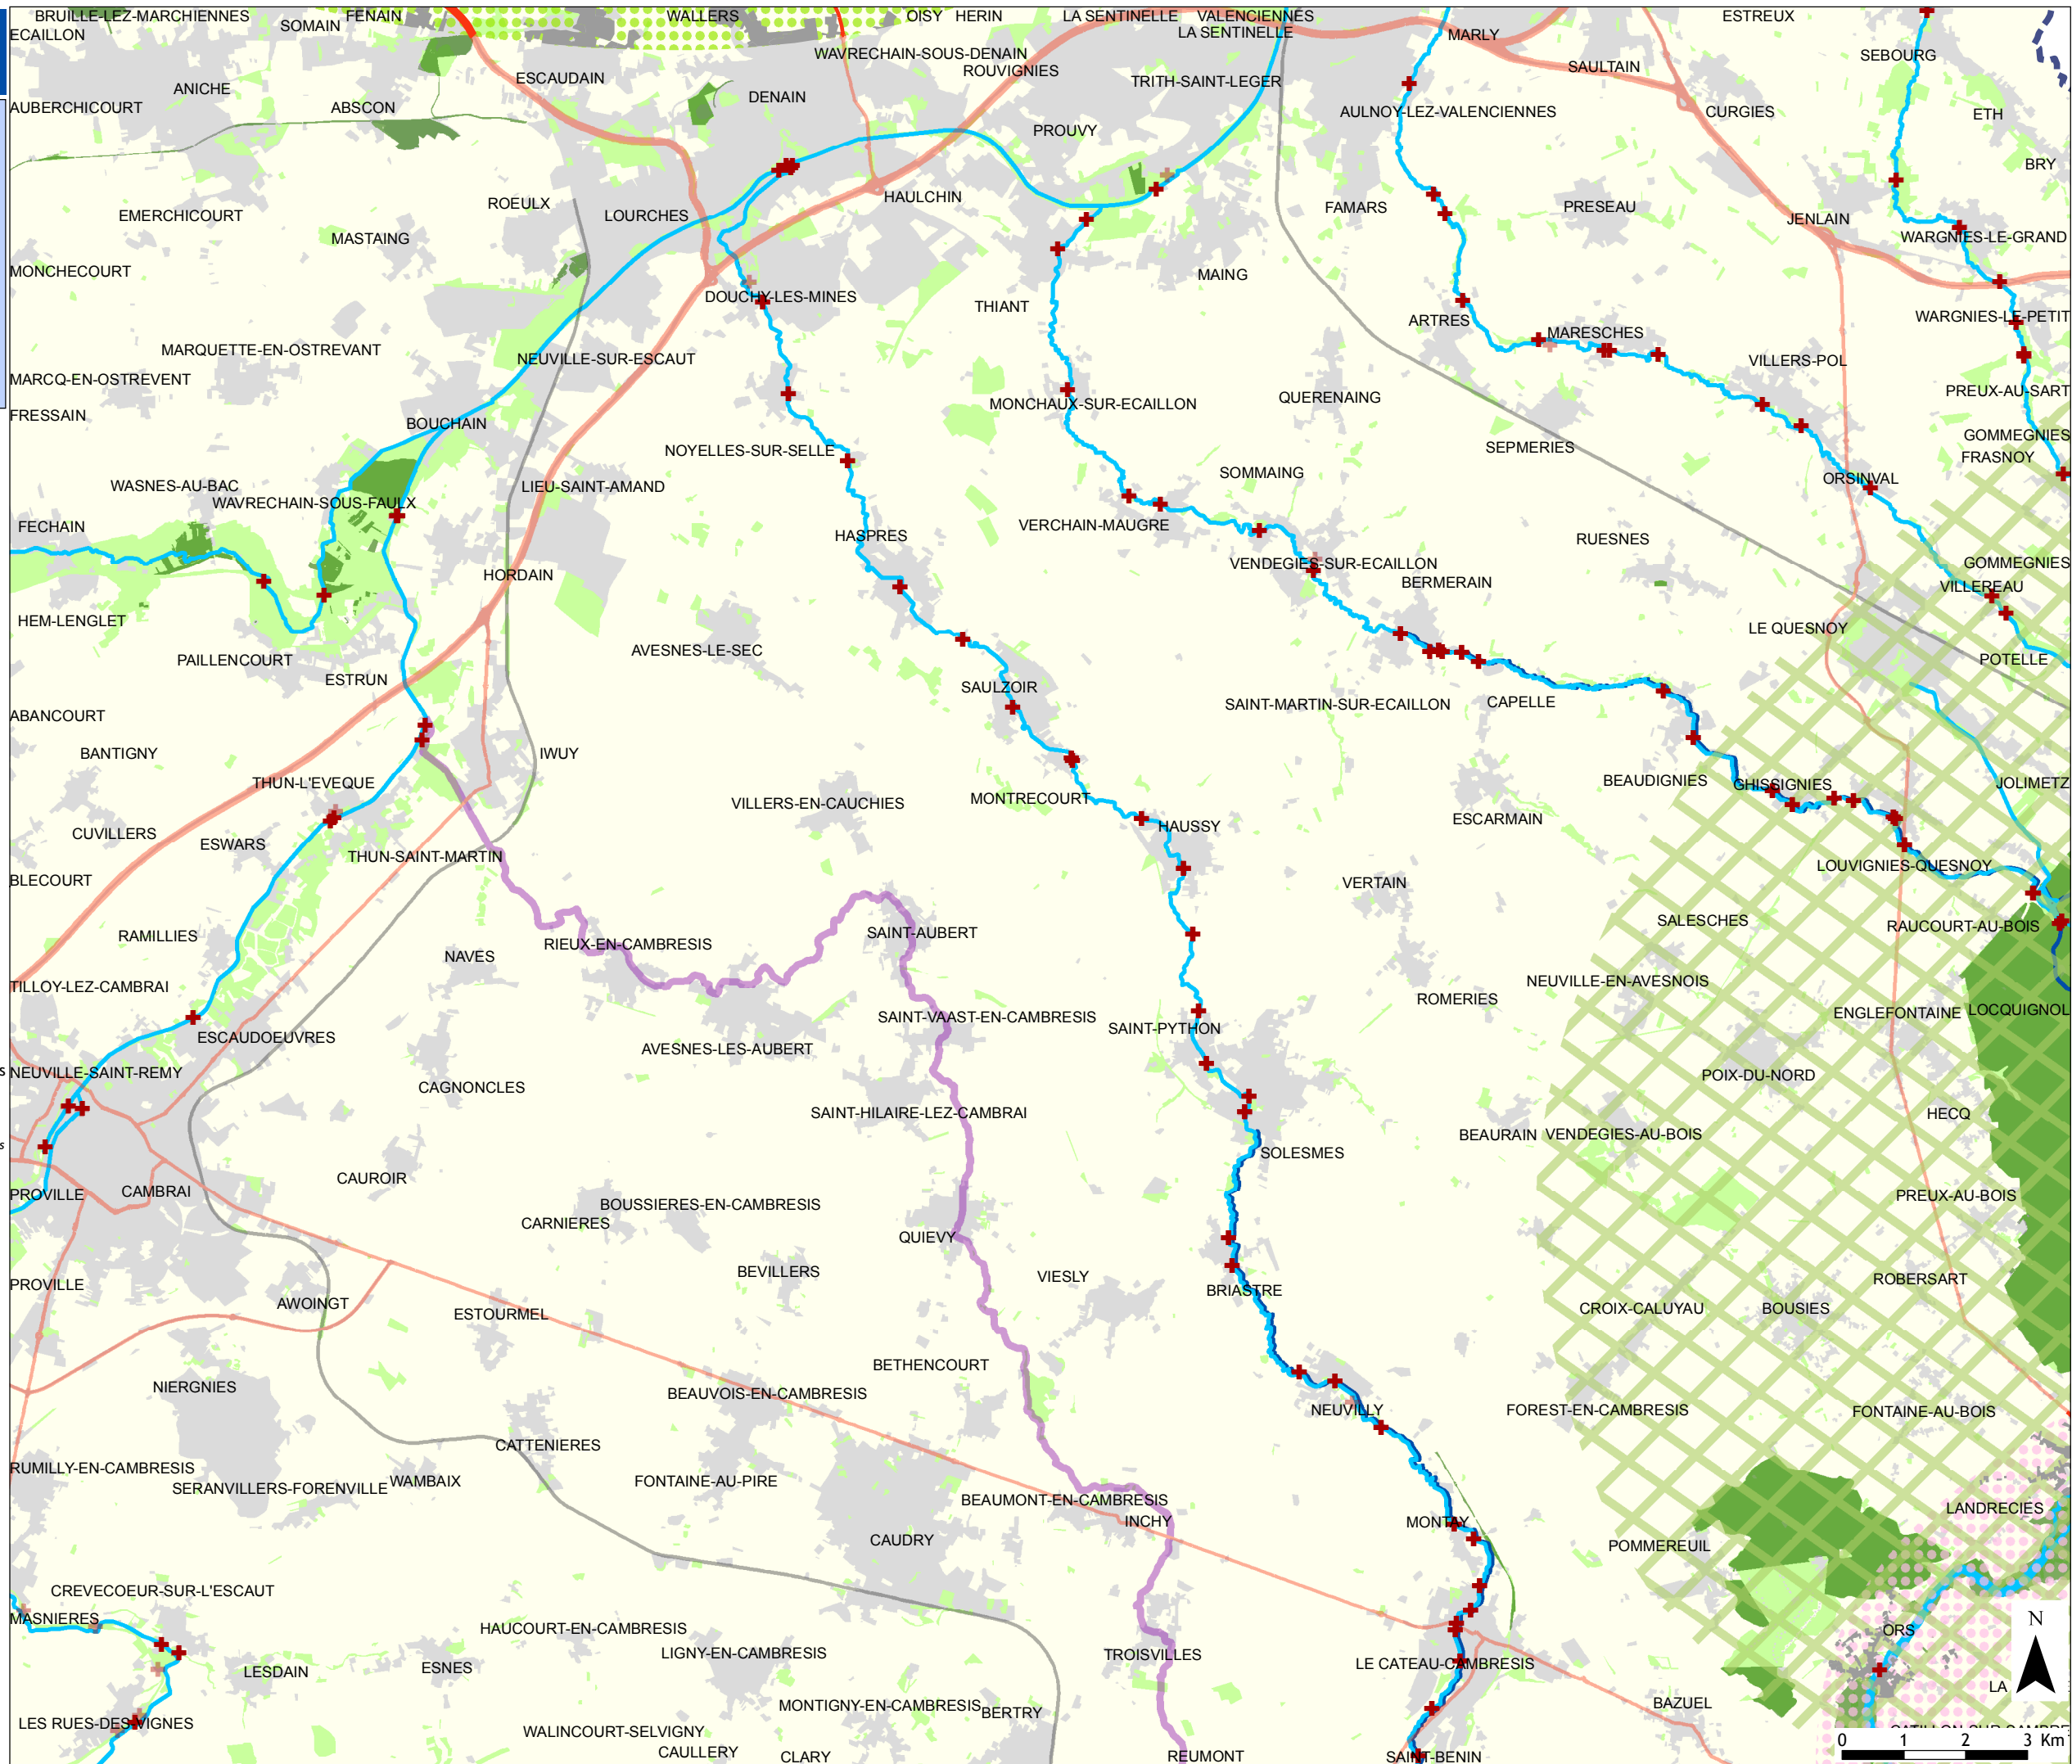 BRUILLE-LEZ-MARCHIENNES
FENAIN
WALLERS
OISY
HERIN
LA SENTINELLE
VALENCIENNES
ESTREUX
SOMAIN
ECAILLON
LA SENTINELLE
MARLY
WAVRECHAIN-SOUS-DENAIN
SEBOURG
ROUVIGNIES
SAULTAIN
ESCAUDAIN
TRITH-SAINT-LEGER
ANICHE
DENAIN
AUBERCHICOURT
ABSCON
AULNOY-LEZ-VALENCIENNES
CURGIES
ETH
PROUVY
BRY
HAULCHIN
ROEULX
EMERCHICOURT
LOURCHES
FAMARS
PRESEAU
JENLAIN
MASTAING
WARGNIES-LE-GRAND
MONCHECOURT
MAING
DOUCHY-LES-MINES
THIANT
WARGNIES-LE-PETIT
ARTRES
MARESCHES
MARQUETTE-EN-OSTREVANT
NEUVILLE-SUR-ESCAUT
VILLERS-POL
MARCQ-EN-OSTREVENT
PREUX-AU-SART
QUERENAING
MONCHAUX-SUR-ECAILLON
FRESSAIN
BOUCHAIN
GOMMEGNIES
NOYELLES-SUR-SELLE
SEPMERIES
FRASNOY
SOMMAING
ORSINVAL
WASNES-AU-BAC
LIEU-SAINT-AMAND
WAVRECHAIN-SOUS-FAULX
FECHAIN
VERCHAIN-MAUGRE
HASPRES
RUESNES
VENDEGIES-SUR-ECAILLON
GOMMEGNIES
HORDAIN
BERMERAIN
VILLEREAU
HEM-LENGLET
LE QUESNOY
AVESNES-LE-SEC
PAILLENCOURT
POTELLE
ESTRUN
SAULZOIR
CAPELLE
SAINT-MARTIN-SUR-ECAILLON
ABANCOURT
BANTIGNY
IWUY
THUN-L'EVEQUE
BEAUDIGNIES
GHISSIGNIES
JOLIMETZ
MONTRECOURT
VILLERS-EN-CAUCHIES
ESCARMAIN
HAUSSY
CUVILLERS
ESWARS
THUN-SAINT-MARTIN
LOUVIGNIES-QUESNOY
BLECOURT
VERTAIN
SALESCHES
RAUCOURT-AU-BOIS
SAINT-AUBERT
RAMILLIES
RIEUX-EN-CAMBRESIS
NAVES
NEUVILLE-EN-AVESNOIS
TILLOY-LEZ-CAMBRAI
ROMERIES
LOCQUIGNOL
ENGLEFONTAINE
SAINT-VAAST-EN-CAMBRESIS
SAINT-PYTHON
ESCAUDOEUVRES
AVESNES-LES-AUBERT
NEUVILLE-SAINT-REMY
POIX-DU-NORD
CAGNONCLES
SAINT-HILAIRE-LEZ-CAMBRAI
HECQ
BEAURAIN
VENDEGIES-AU-BOIS
SOLESMES
CAUROIR
CAMBRAI
PROVILLE
PREUX-AU-BOIS
BOUSSIERES-EN-CAMBRESIS
CARNIERES
QUIEVY
BEVILLERS
VIESLY
ROBERSART
PROVILLE
BRIASTRE
AWOINGT
CROIX-CALUYAU
BOUSIES
ESTOURMEL
BETHENCOURT
NIERGNIES
BEAUVOIS-EN-CAMBRESIS
NEUVILLY
FOREST-EN-CAMBRESIS
FONTAINE-AU-BOIS
CATTENIERES
RUMILLY-EN-CAMBRESIS
WAMBAIX
FONTAINE-AU-PIRE
SERANVILLERS-FORENVILLE
BEAUMONT-EN-CAMBRESIS
LANDRECIES
INCHY
MONTAY
CAUDRY
POMMEREUIL
CREVECOEUR-SUR-L'ESCAUT
MASNIERES
HAUCOURT-EN-CAMBRESIS
ORS
N
LIGNY-EN-CAMBRESIS
TROISVILLES
LE CATEAU-CAMBRESIS
ESNES
LESDAIN
LA
BAZUEL
MONTIGNY-EN-CAMBRESIS
BERTRY
LES RUES-DES-VIGNES
WALINCOURT-SELVIGNY
CAULLERY
CLARY
REUMONT
SAINT-BENIN
0 1 2 3 Km